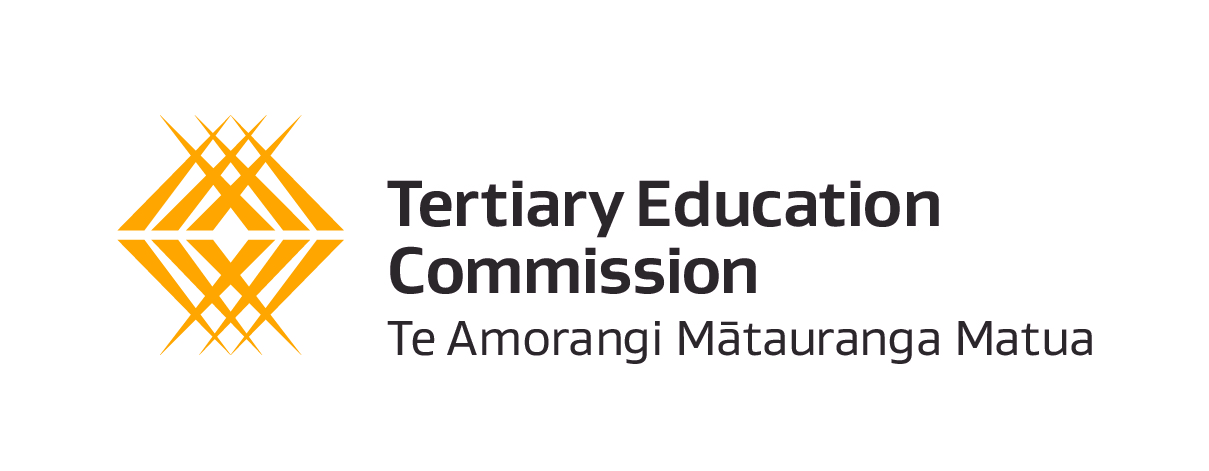 Tertiary Education
Commission
Te Amorangi Mātauranga Matua